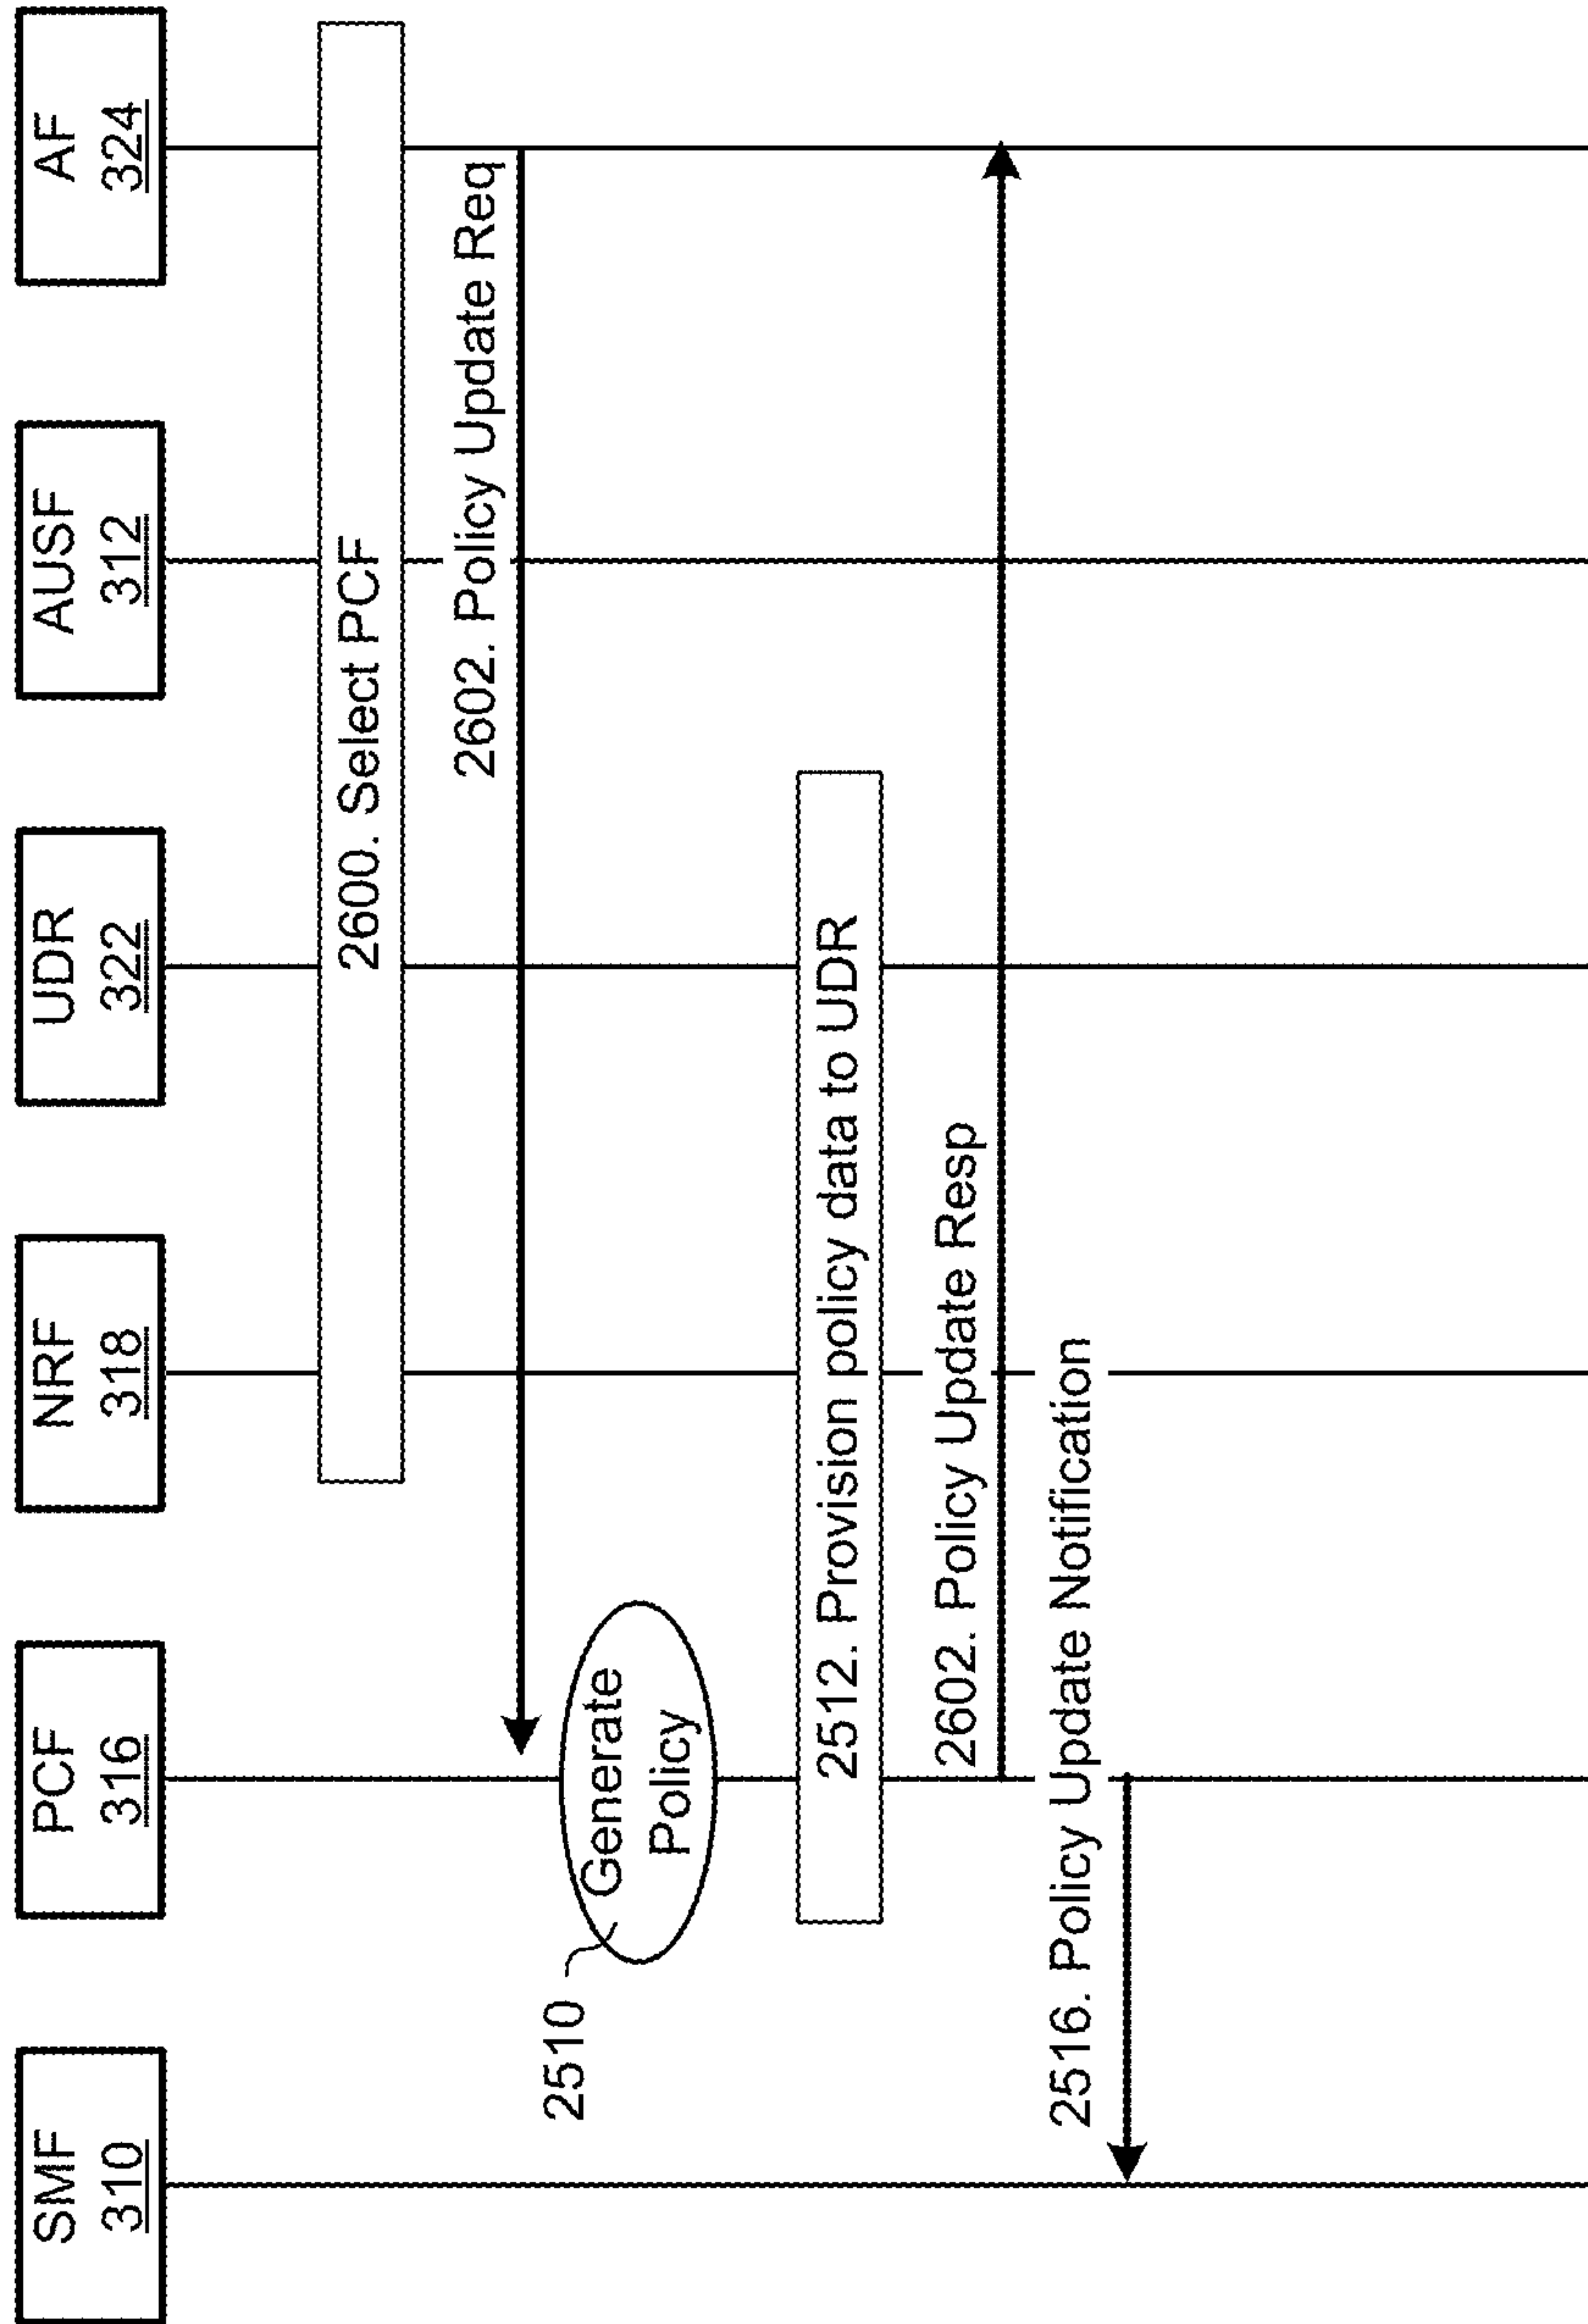 SMF
310
PCF
316
NRF
318
UDR
322
AUSF
312
AF
324
2600. Select PCF
2602. Policy Update Req
2510
Generate
Policy
2512. Provision policy data to UDR
2602. Policy Update Resp
2516. Policy Update Notification